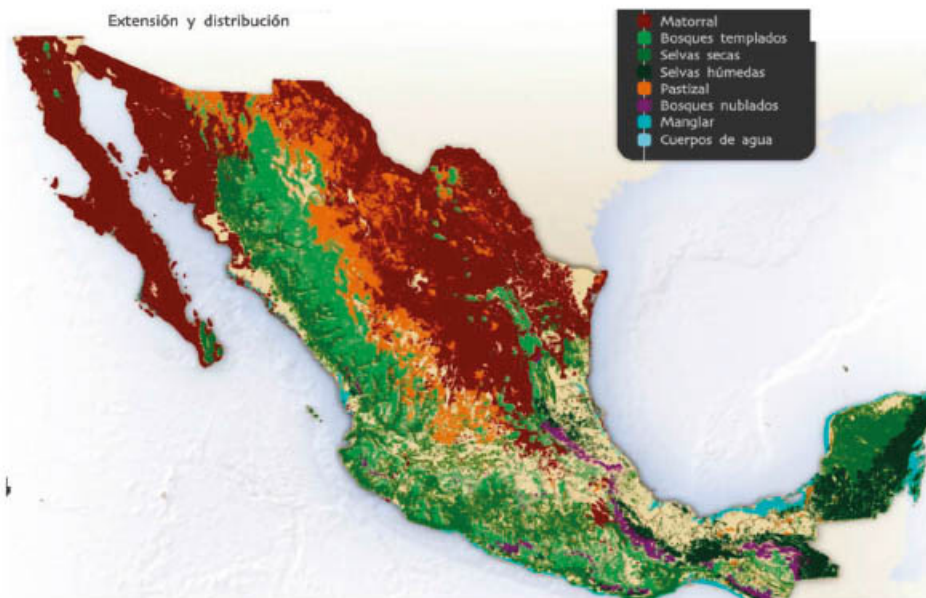 Extensión y distribución
Matorral
Bosques templados
Selvas secas
Selvas húmedas
Pastizal
Bosques nublados
Manglar
Cuerpos de agua